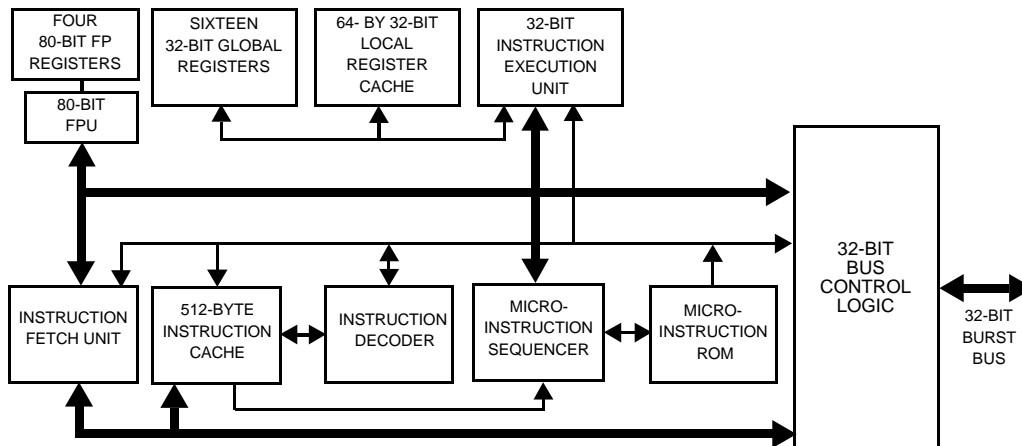 FOUR
80-BIT FP
REGISTERS
80-BIT
FPU
SIXTEEN
32-BIT GLOBAL
REGISTERS
64- BY 32-BIT
LOCAL
REGISTER
CACHE
32-BIT
INSTRUCTION
EXECUTION
UNIT
INSTRUCTION
FETCH UNIT
512-BYTE
INSTRUCTION
CACHE
INSTRUCTION
DECODER
MICRO-
INSTRUCTION
SEQUENCER
MICRO-
INSTRUCTION
ROM
32-BIT
BUS
CONTROL
LOGIC
32-BIT
BURST
BUS